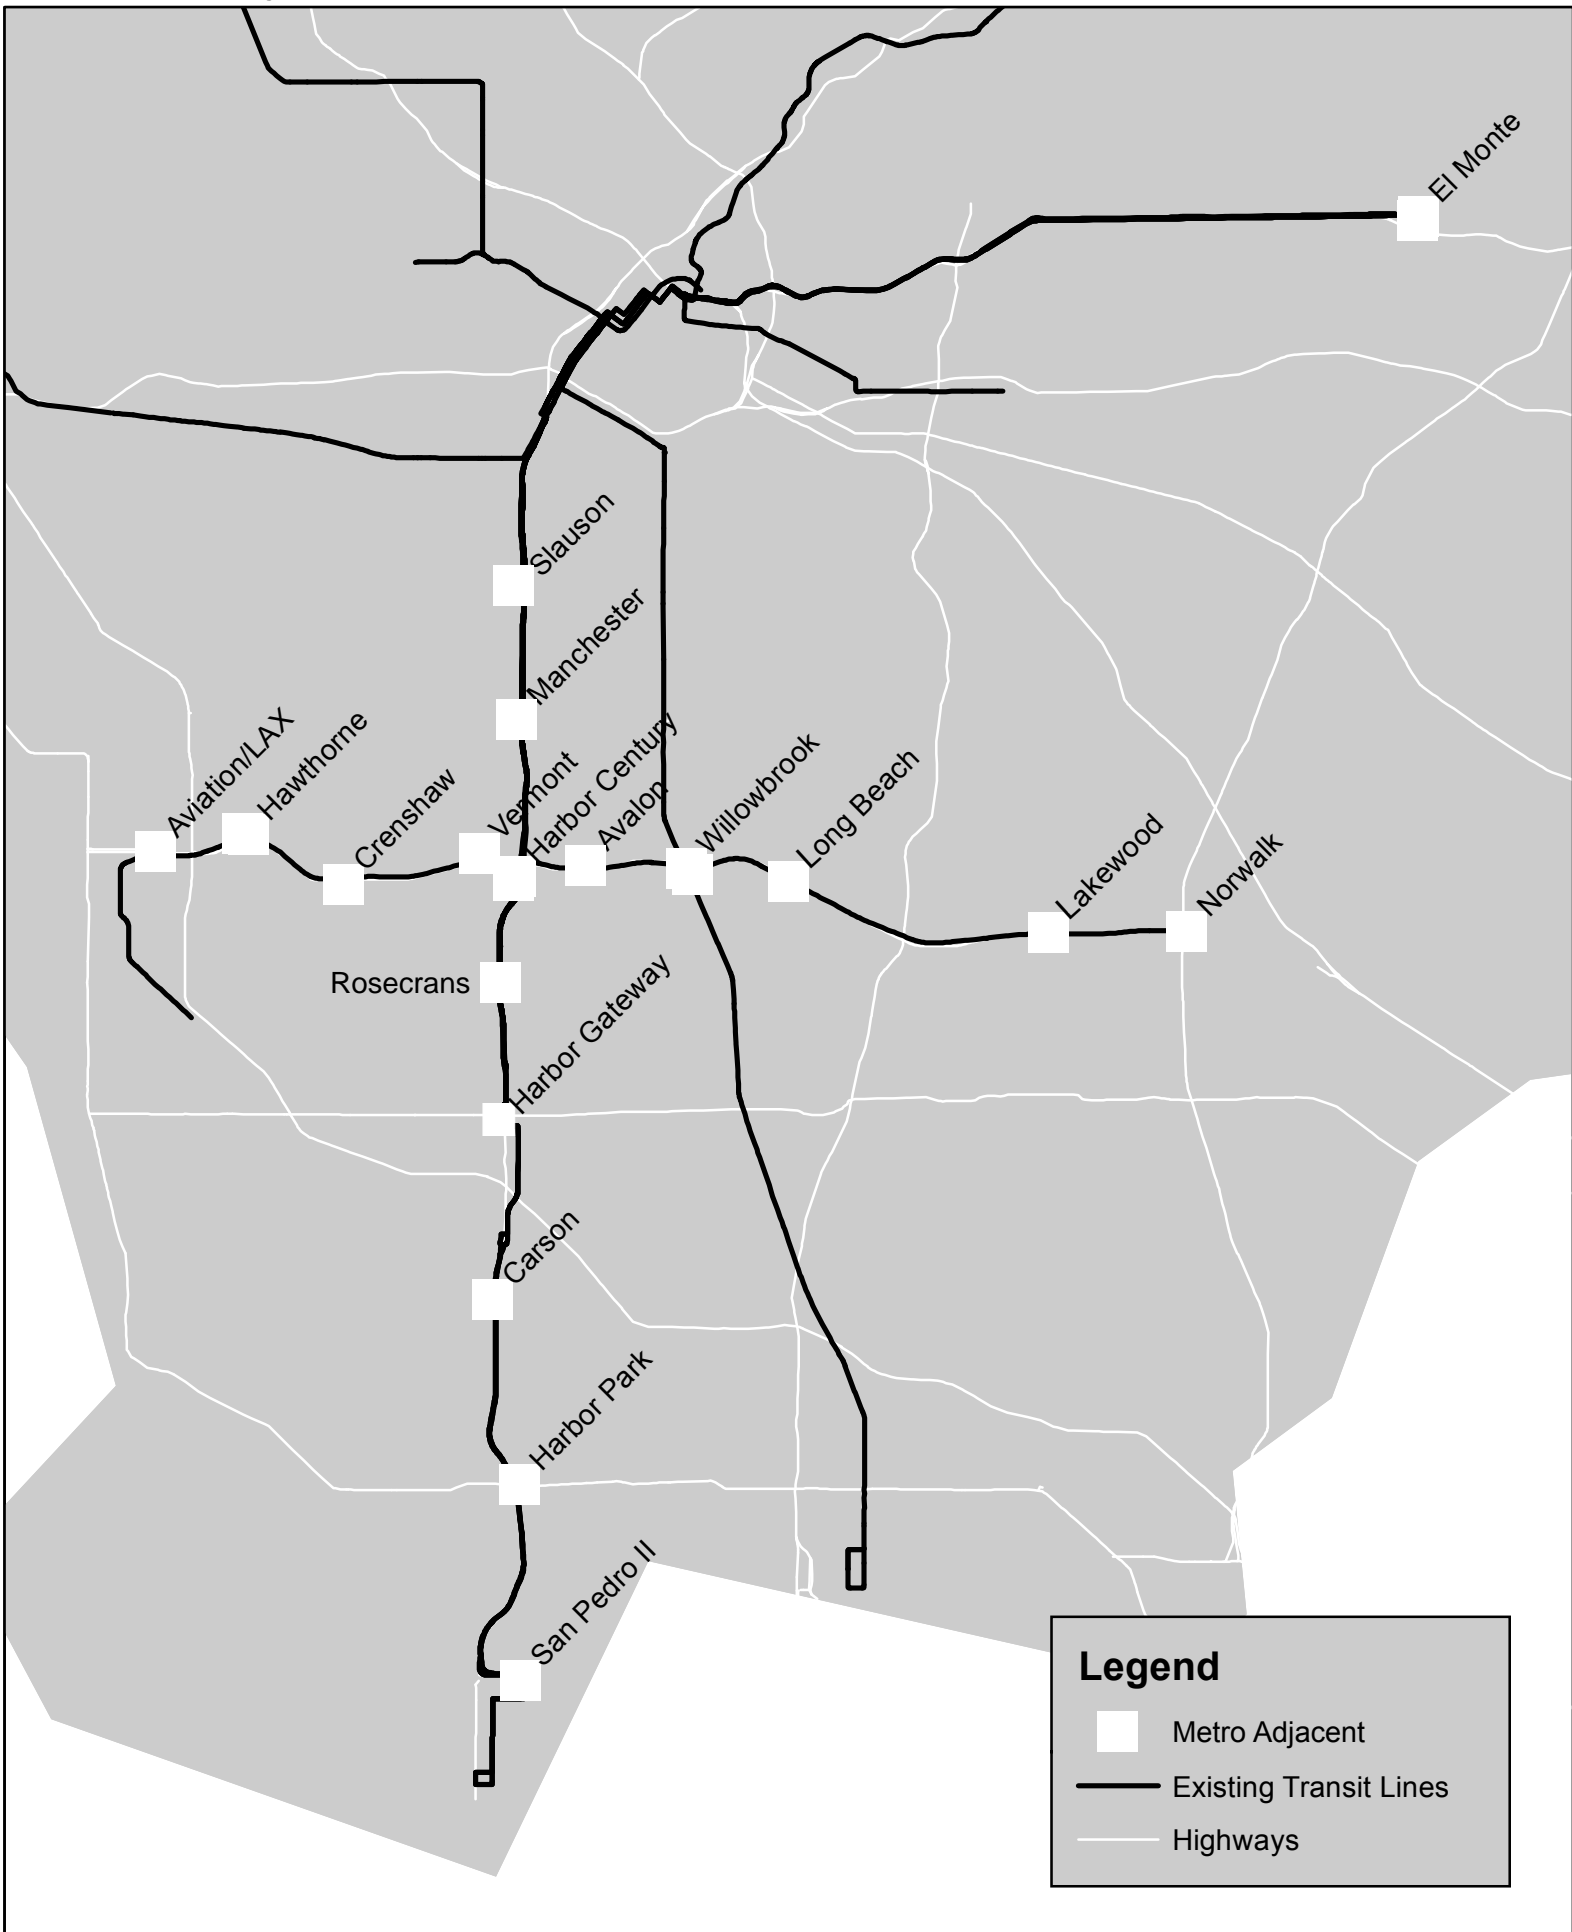 El Monte
Slauson
Manchester
Aviation/LAX
Hawthorne
Crenshaw
Vermont
Harbor Century
Avalon
Willowbrook
Long Beach
Lakewood
Norwalk
Rosecrans
Harbor Gateway
Carson
Harbor Park
San Pedro II
Legend
Metro Adjacent
Existing Transit Lines
Highways